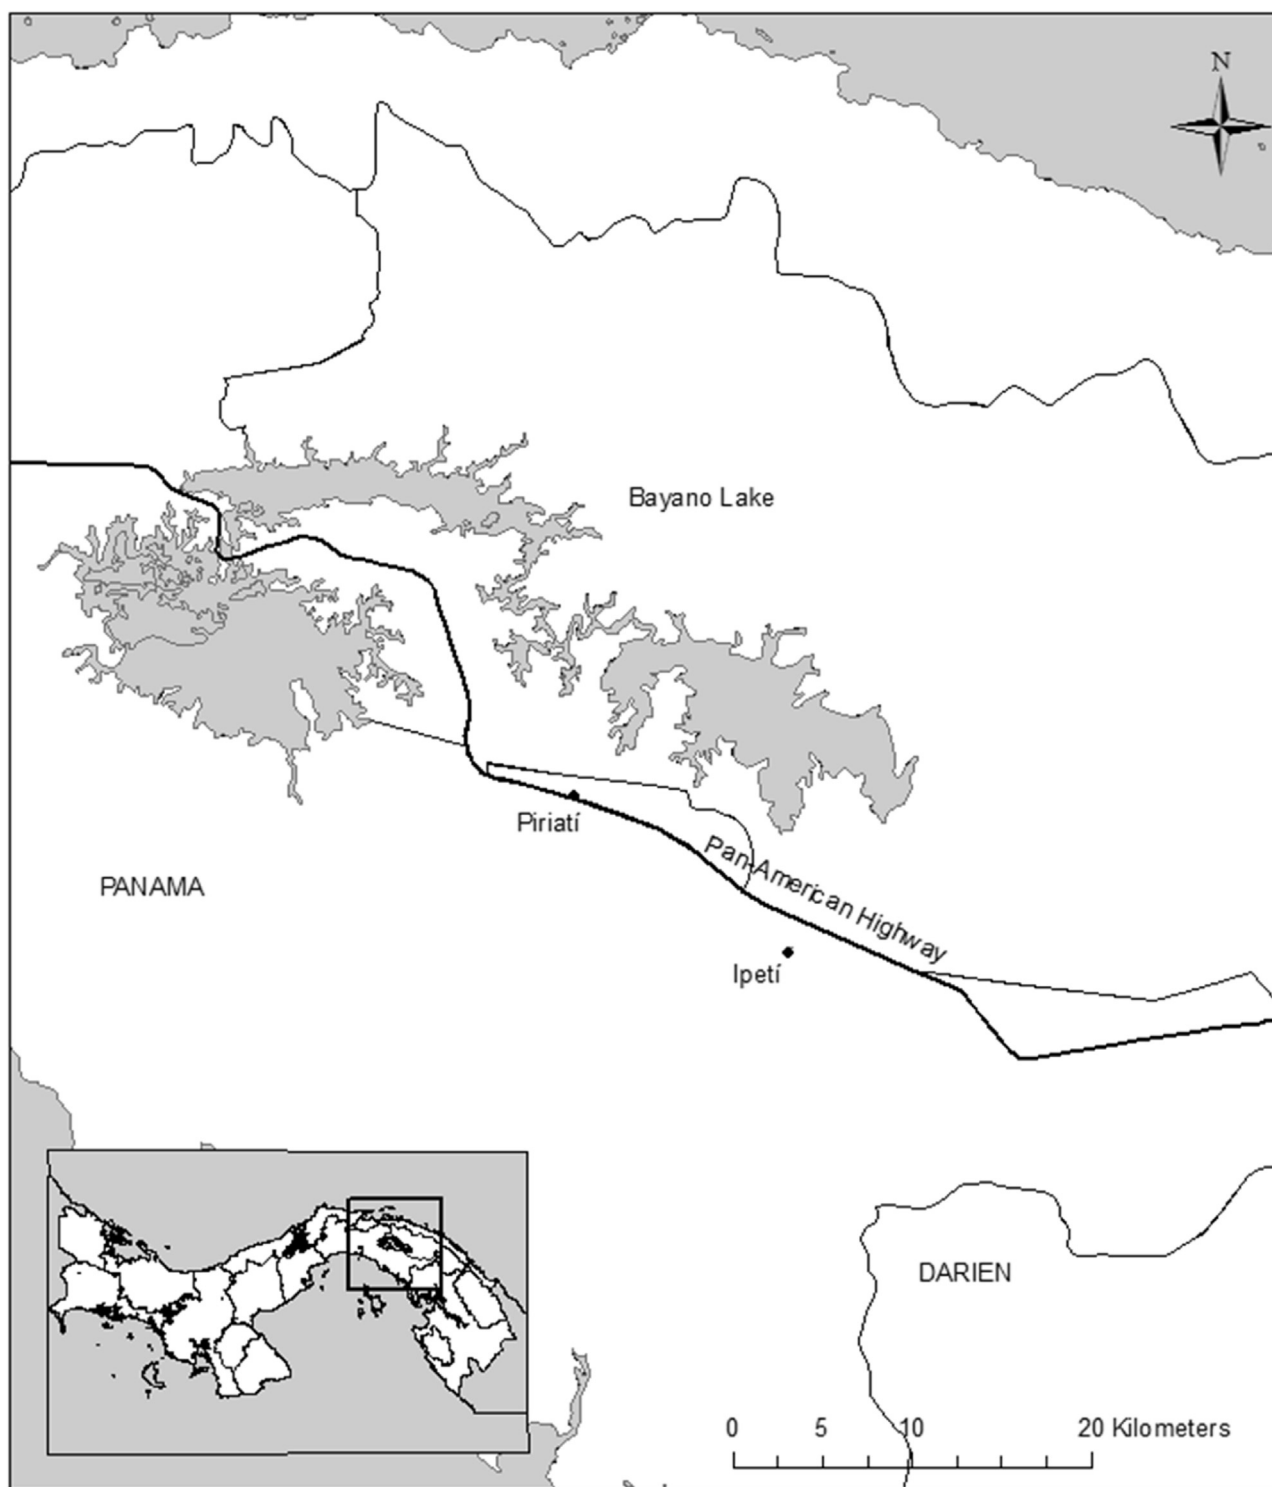 N
Bayano Lake
Piriatí
Pan-American Highway
PANAMA
Ipetí
DARIEN
0 5 10 20 Kilometers